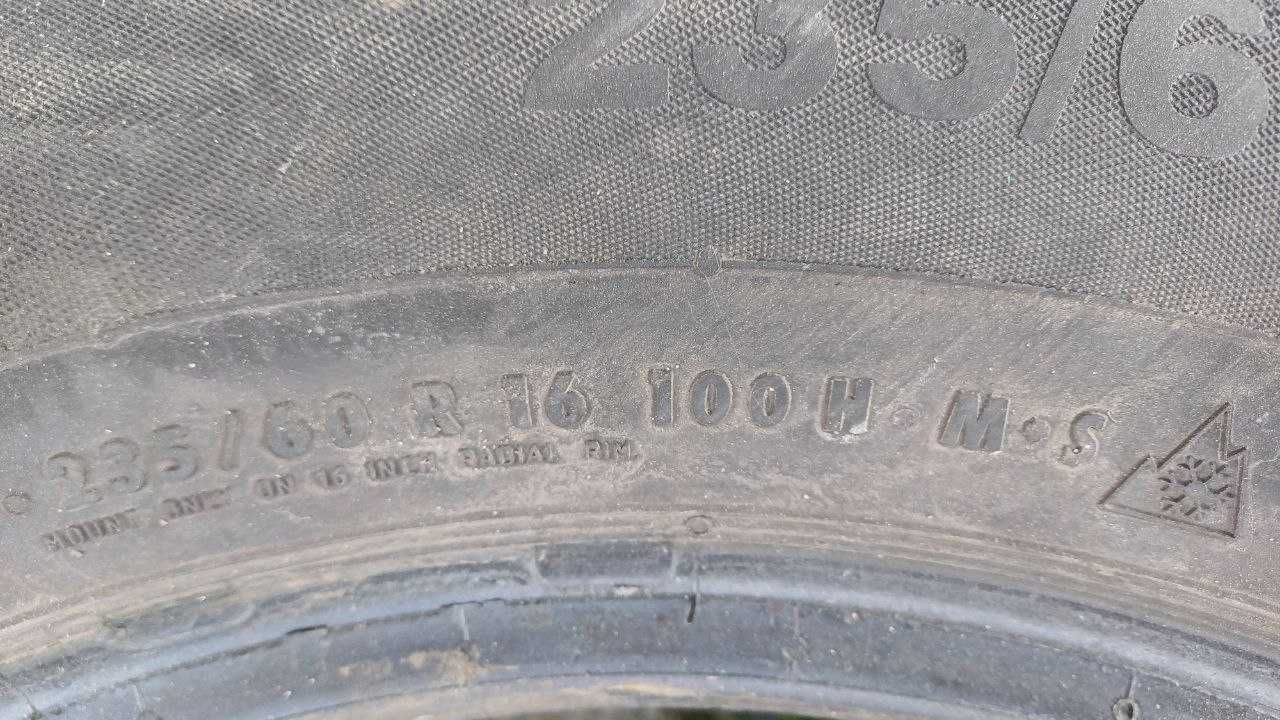 235/6
235/60 R 16 100 H M·S
MOUNT ONLY ON 16 INCH RADIAL RIM.